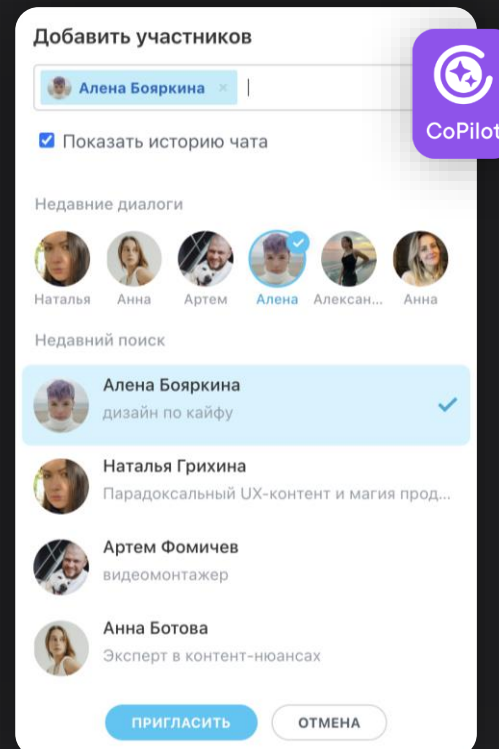 Добавить участников
Алена Бояркина ×
CoPilot
Показать историю чата
Недавние диалоги
Наталья Анна Артем Алена Алексан... Анна
Недавний поиск
Алена Бояркина
дизайн по кайфу
Наталья Грихина
Парадоксальный UX-контент и магия прод...
Артем Фомичев
видеомонтажер
Анна Ботова
Эксперт в контент-нюансах
ПРИГЛАСИТЬ ОТМЕНА